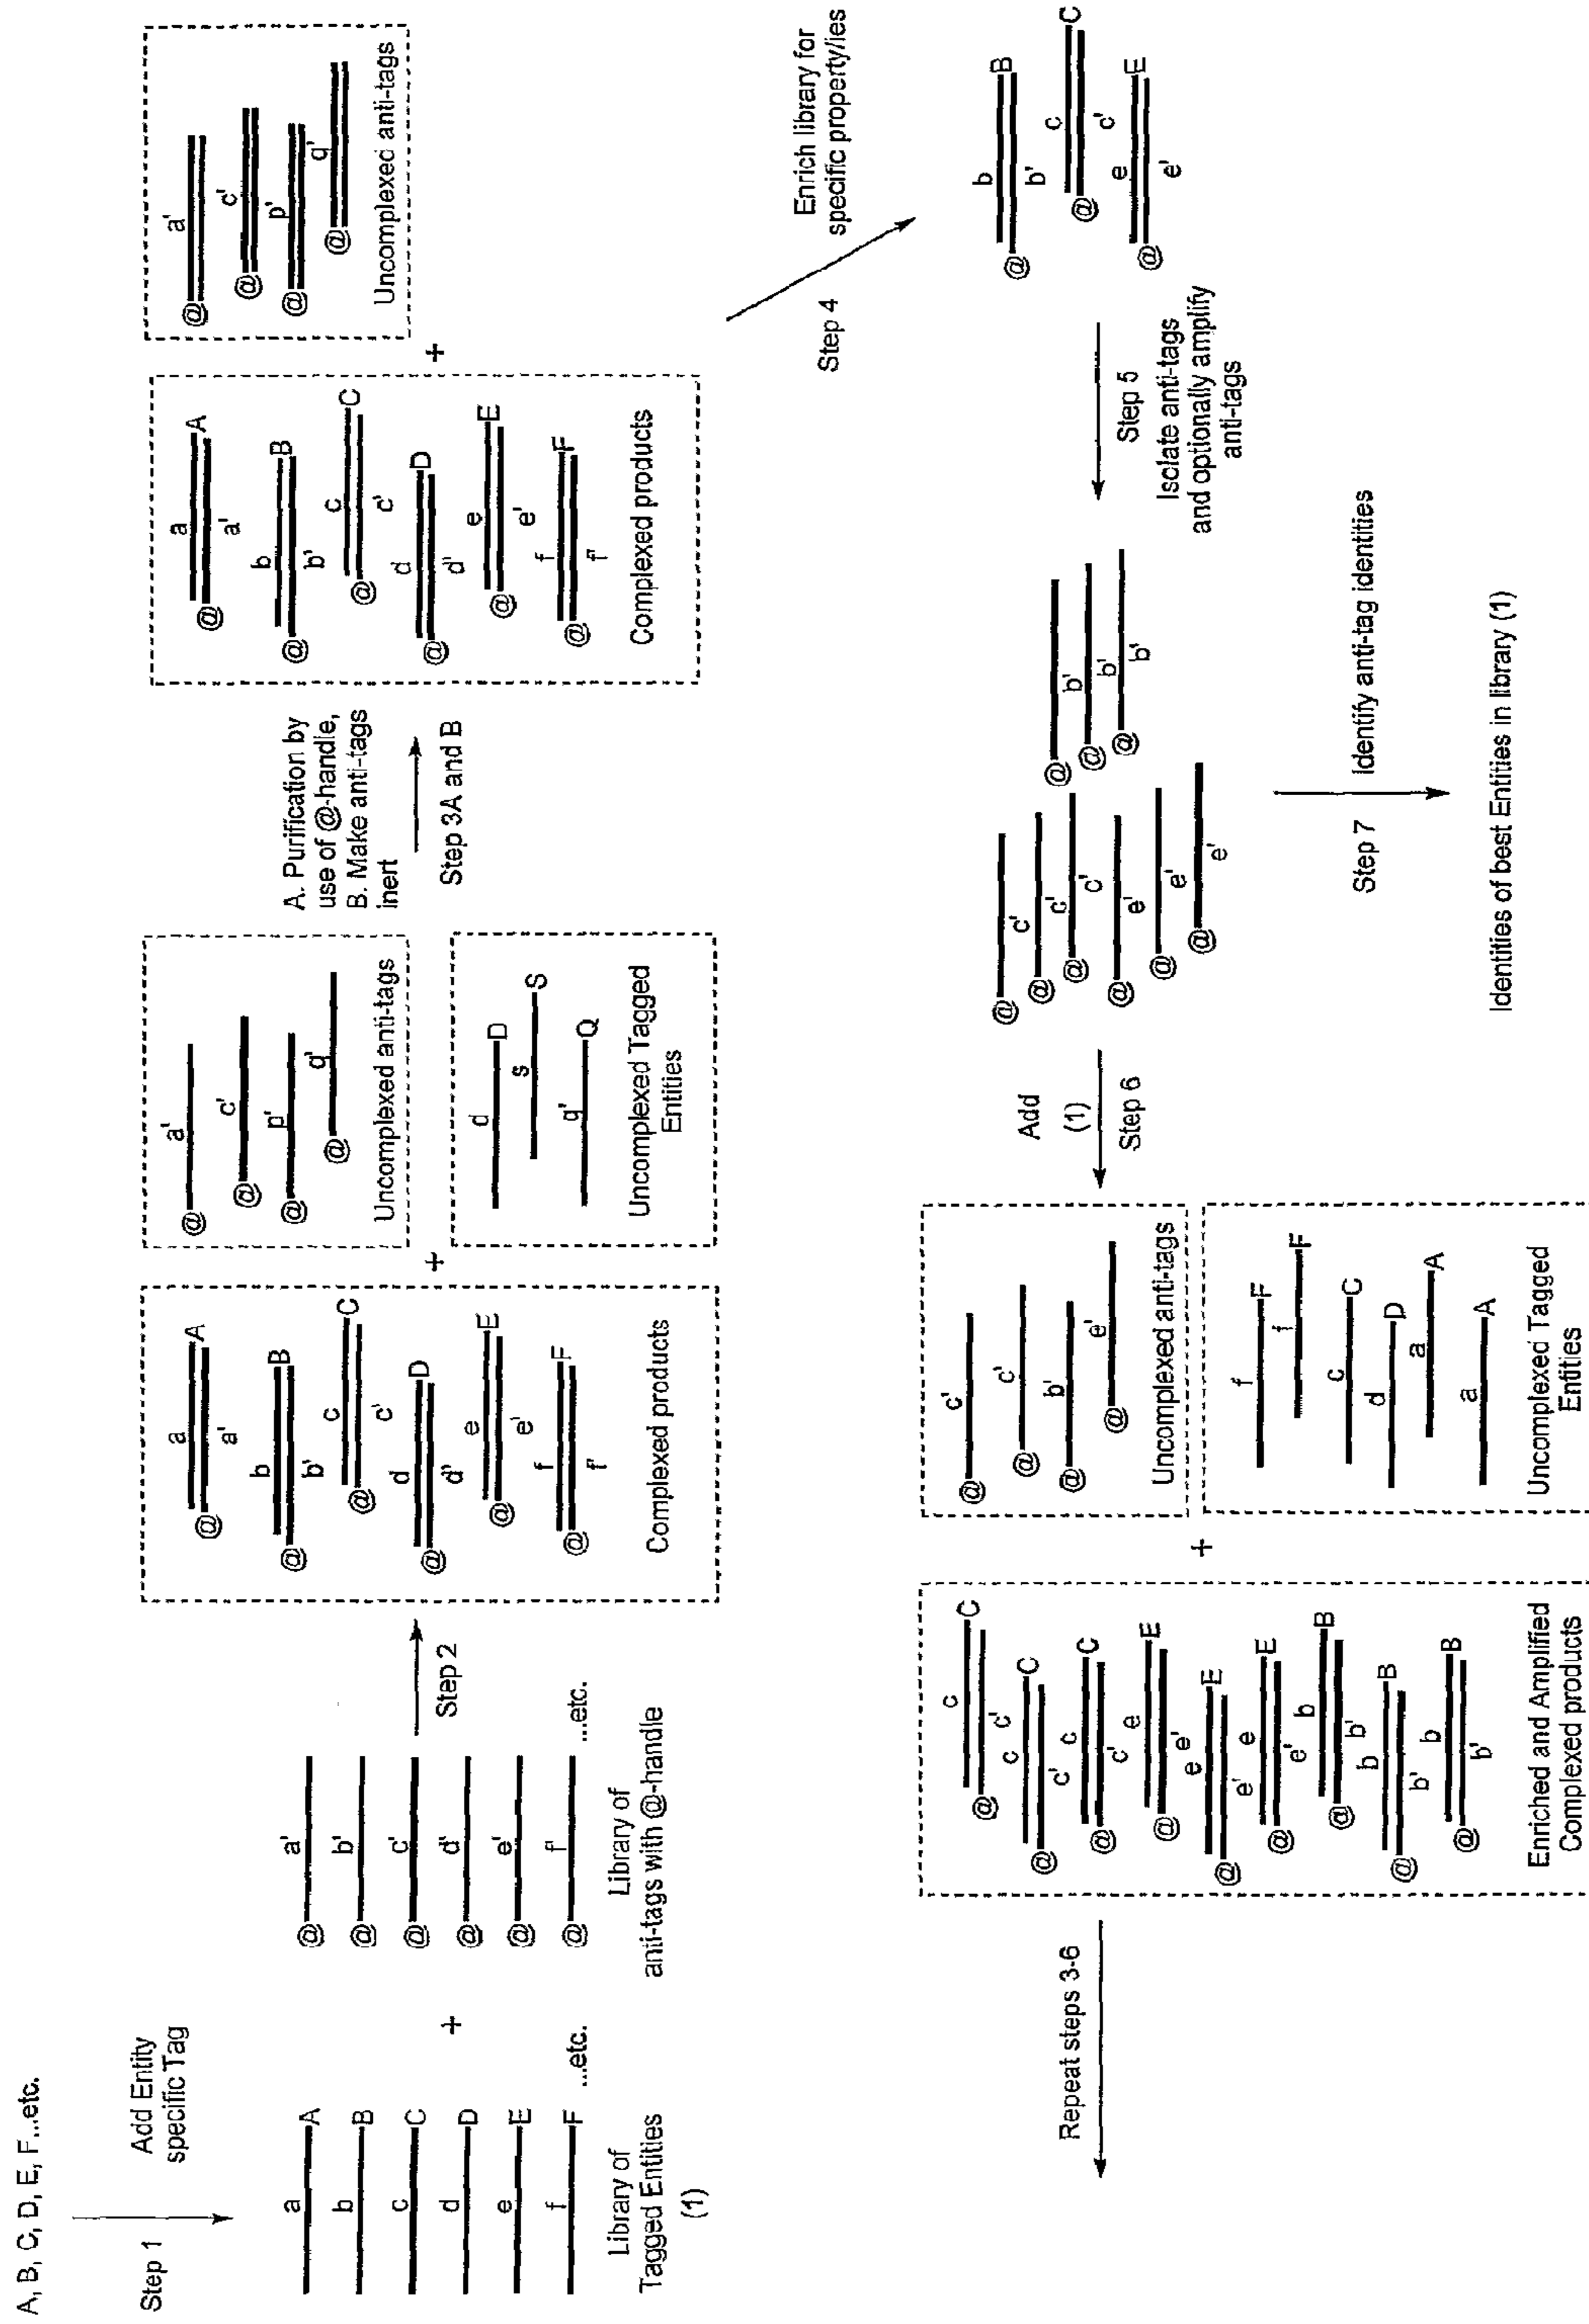 A, B, C, D, E, F...etc.
Step 1
Add Entity
specific Tag
a
A
b
B
c
C
d
D
e
E
f
F
...etc.
Library of
Tagged Entities
(1)
+
a'
@
b'
@
c'
@
d'
@
e'
@
f'
@
...etc.
Library of
anti-tags with @-handle
Step 2
a
A
@
a'
b
B
@
b'
c
C
@
c'
d
D
@
d'
e
E
@
e'
f
F
@
f'
Complexed products
+
a'
@
c'
@
p'
@
q'
@
Uncomplexed anti-tags
d
D
s
S
q'
Q
Uncomplexed Tagged
Entities
A. Purification by
use of @-handle,
B. Make anti-tags
inert
Step 3A and B
a
A
@
a'
b
B
@
b'
c
C
@
c'
d
D
@
d'
e
E
@
e'
f
F
@
f'
Complexed products
+
a'
@
c'
@
p'
@
q'
@
Uncomplexed anti-tags
Step 4
Enrich library for
specific property/ies
b
B
@
b'
c
C
@
c'
e
E
@
e'
Step 5
Isolate anti-tags
and optionally amplify
anti-tags
@
c'
@
c'
@
c'
@
e'
@
e'
@
e'
@
b'
@
b'
@
b'
Step 7
Identify anti-tag identities
Identities of best Entities in library (1)
Add
(1)
Step 6
c'
@
c'
@
b'
@
e'
@
Uncomplexed anti-tags
f
F
f
F
c
C
d
D
a
A
a
A
Uncomplexed Tagged
Entities
+
c
C
@
c'
c
C
@
c'
c
C
@
c'
e
E
@
e'
e
E
@
e'
e
E
@
e'
b
B
@
b'
b
B
@
b'
b
B
@
b'
Enriched and Amplified
Complexed products
Repeat steps 3-6